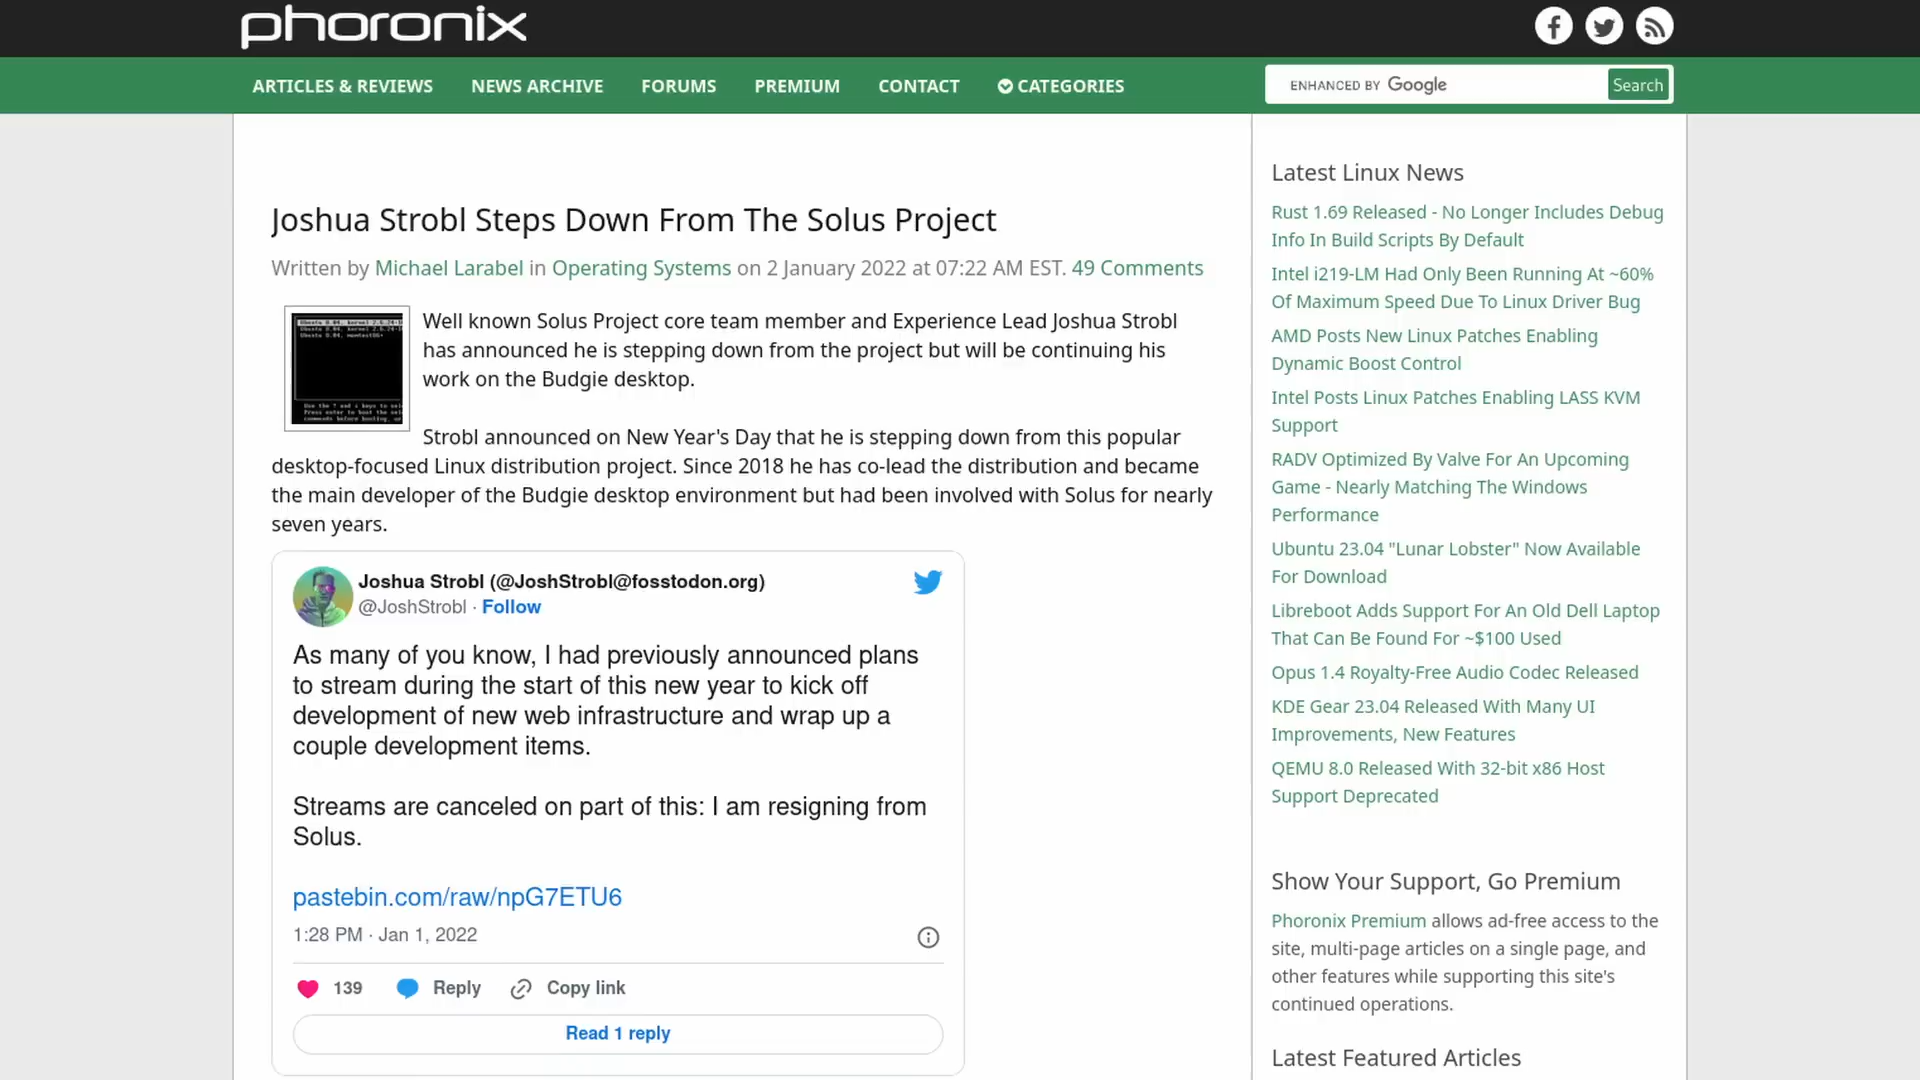 phoronix
ARTICLES & REVIEWS NEWS ARCHIVE FORUMS PREMIUM CONTACT CATEGORIES
ENHANCED BY Google Search
Joshua Strobl Steps Down From The Solus Project
Written by Michael Larabel in Operating Systems on 2 January 2022 at 07:22 AM EST. 49 Comments
Well known Solus Project core team member and Experience Lead Joshua Strobl
has announced he is stepping down from the project but will be continuing his
work on the Budgie desktop.
Strobl announced on New Year's Day that he is stepping down from this popular
desktop-focused Linux distribution project. Since 2018 he has co-lead the distribution and became
the main developer of the Budgie desktop environment but had been involved with Solus for nearly
seven years.
Joshua Strobl (@JoshStrobl@fosstodon.org)
@JoshStrobl · Follow
As many of you know, I had previously announced plans
to stream during the start of this new year to kick off
development of new web infrastructure and wrap up a
couple development items.
Streams are canceled on part of this: I am resigning from
Solus.
pastebin.com/raw/npG7ETU6
1:28 PM · Jan 1, 2022
139 Reply Copy link
Read 1 reply
Latest Linux News
Rust 1.69 Released - No Longer Includes Debug
Info In Build Scripts By Default
Intel i219-LM Had Only Been Running At ~60%
Of Maximum Speed Due To Linux Driver Bug
AMD Posts New Linux Patches Enabling
Dynamic Boost Control
Intel Posts Linux Patches Enabling LASS KVM
Support
RADV Optimized By Valve For An Upcoming
Game - Nearly Matching The Windows
Performance
Ubuntu 23.04 "Lunar Lobster" Now Available
For Download
Libreboot Adds Support For An Old Dell Laptop
That Can Be Found For ~$100 Used
Opus 1.4 Royalty-Free Audio Codec Released
KDE Gear 23.04 Released With Many UI
Improvements, New Features
QEMU 8.0 Released With 32-bit x86 Host
Support Deprecated
Show Your Support, Go Premium
Phoronix Premium allows ad-free access to the
site, multi-page articles on a single page, and
other features while supporting this site's
continued operations.
Latest Featured Articles